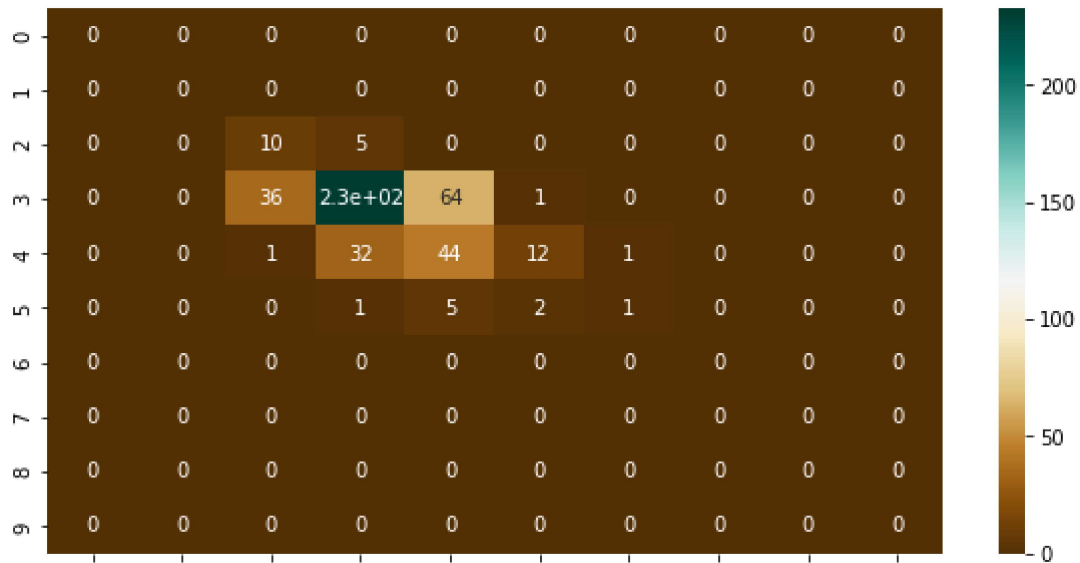 0 0 0 0 0 0 0 0 0 0 0
1 0 0 0 0 0 0 0 0 0 0
200
2 0 0 10 5 0 0 0 0 0 0
3 0 0 36 2.3e+02 64 1 0 0 0 0
150
4 0 0 1 32 44 12 1 0 0 0
5 0 0 0 1 5 2 1 0 0 0
100
6 0 0 0 0 0 0 0 0 0 0
7 0 0 0 0 0 0 0 0 0 0
50
8 0 0 0 0 0 0 0 0 0 0
9 0 0 0 0 0 0 0 0 0 0
0